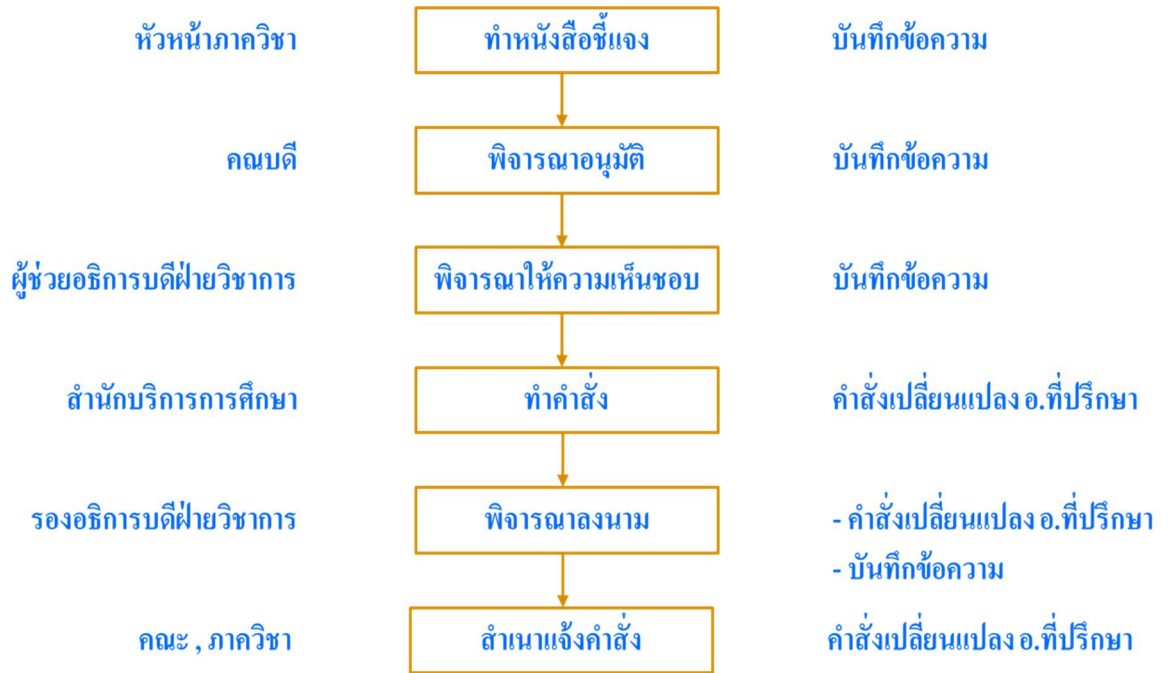 หัวหน้าภาควิชา ทำหนังสือชี้แจง บันทึกข้อความ
คณบดี พิจารณาอนุมัติ บันทึกข้อความ
ผู้ช่วยอธิการบดีฝ่ายวิชาการ พิจารณาให้ความเห็นชอบ บันทึกข้อความ
สำนักบริการการศึกษา ทำคำสั่ง คำสั่งเปลี่ยนแปลง อ.ที่ปรึกษา
รองอธิการบดีฝ่ายวิชาการ พิจารณาลงนาม - คำสั่งเปลี่ยนแปลง อ.ที่ปรึกษา
- บันทึกข้อความ
คณะ , ภาควิชา สำเนาแจ้งคำสั่ง คำสั่งเปลี่ยนแปลง อ.ที่ปรึกษา